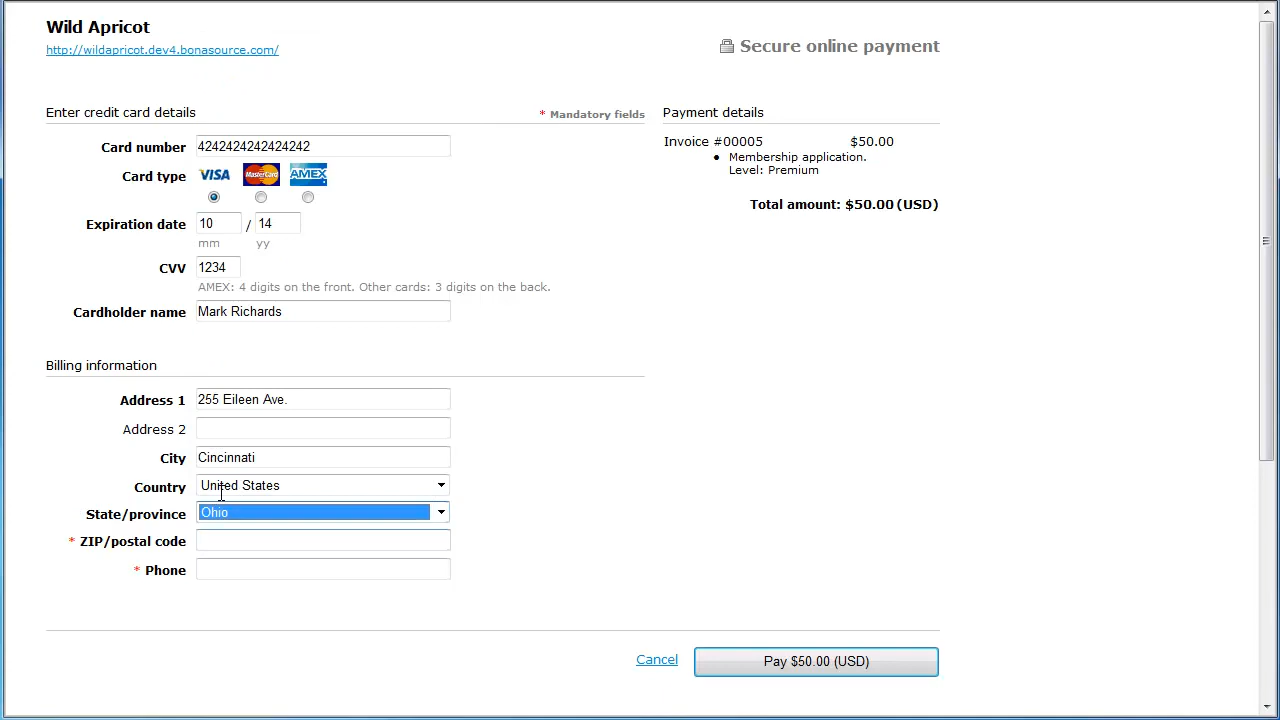 Wild Apricot
http://wildapricot.dev4.bonasource.com/
Secure online payment
Enter credit card details
* Mandatory fields
Card number 4242424242424242
Card type VISA MasterCard AMEX
Expiration date 10 / 14
mm yy
CVV 1234
AMEX: 4 digits on the front. Other cards: 3 digits on the back.
Cardholder name Mark Richards
Payment details
Invoice #00005 $50.00
• Membership application.
Level: Premium
Total amount: $50.00 (USD)
Billing information
Address 1 255 Eileen Ave.
Address 2
City Cincinnati
Country United States
State/province Ohio
* ZIP/postal code
* Phone
Cancel Pay $50.00 (USD)